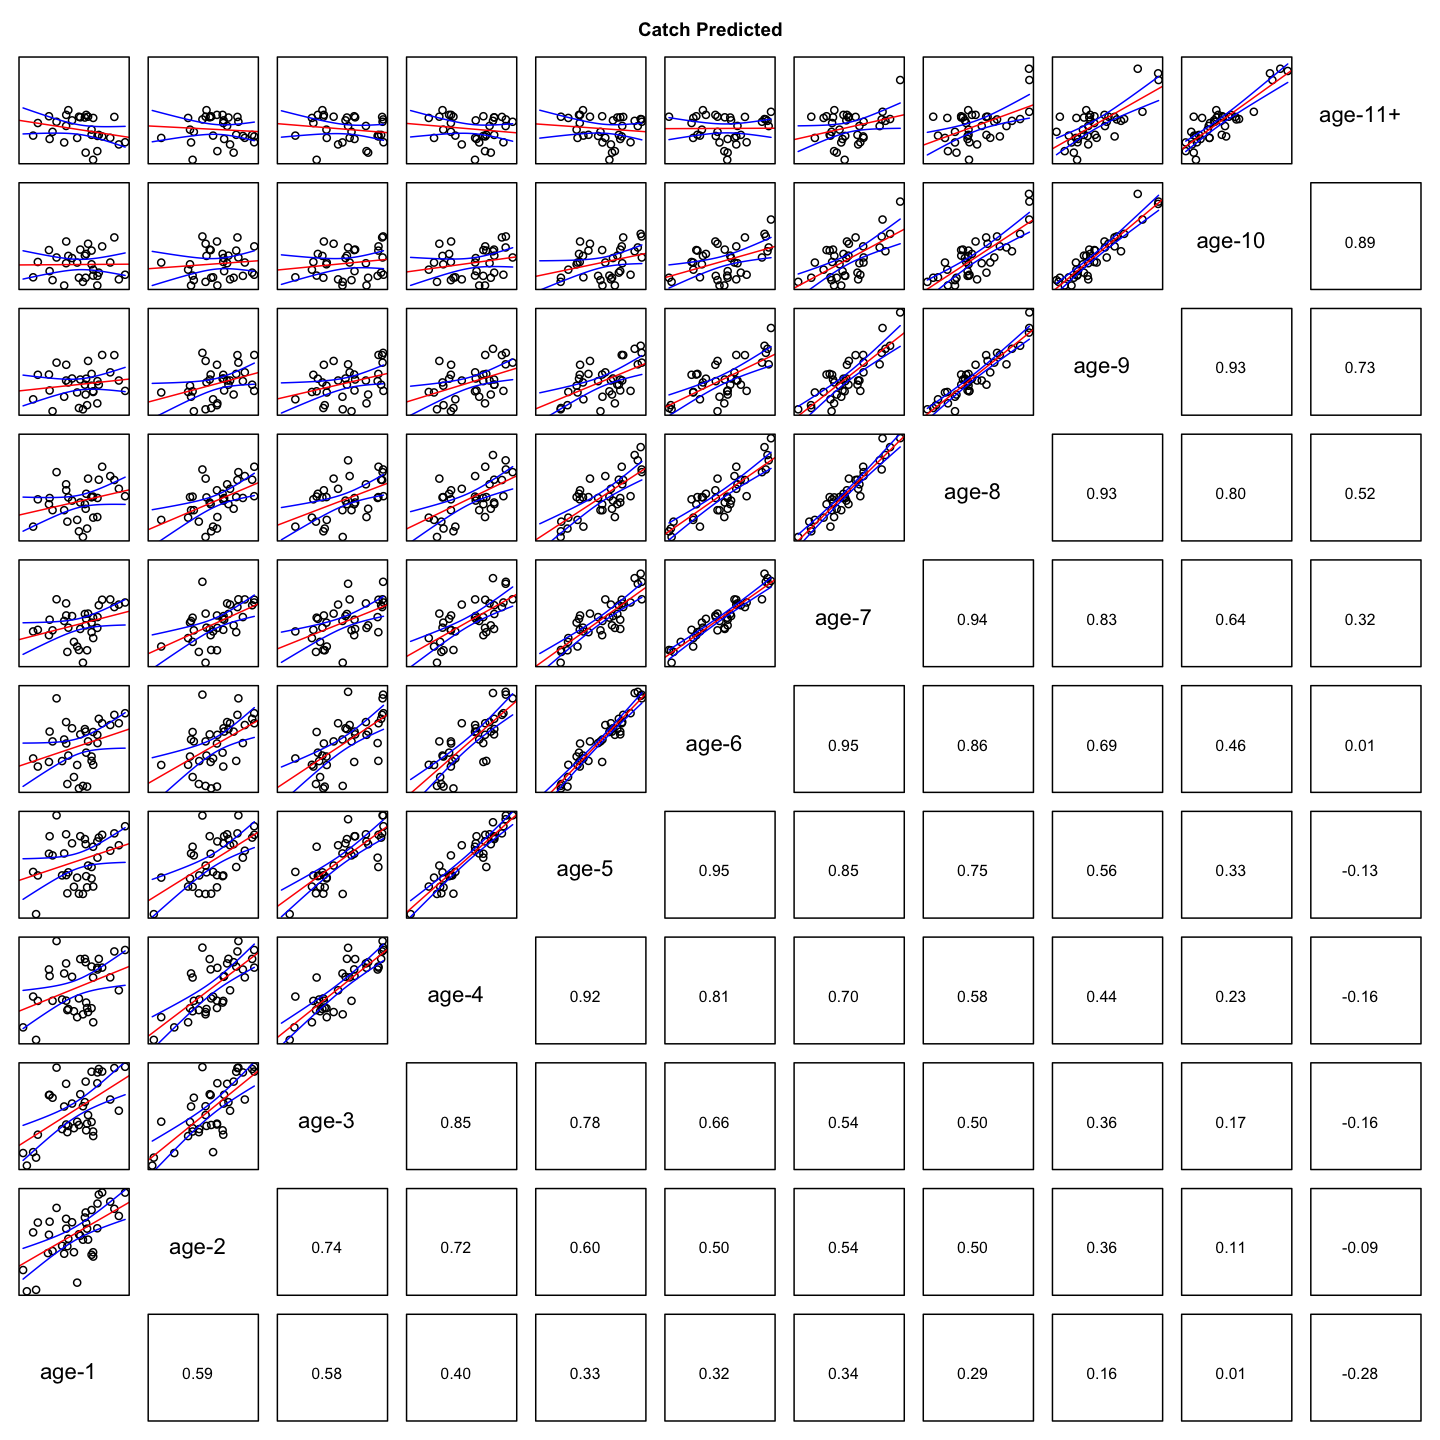 Catch Predicted
age-11+
age-10 0.89
age-9 0.93 0.73
age-8 0.93 0.80 0.52
age-7 0.94 0.83 0.64 0.32
age-6 0.95 0.86 0.69 0.46 0.01
age-5 0.95 0.85 0.75 0.56 0.33 -0.13
age-4 0.92 0.81 0.70 0.58 0.44 0.23 -0.16
age-3 0.85 0.78 0.66 0.54 0.50 0.36 0.17 -0.16
age-2 0.74 0.72 0.60 0.50 0.54 0.50 0.36 0.11 -0.09
age-1 0.59 0.58 0.40 0.33 0.32 0.34 0.29 0.16 0.01 -0.28